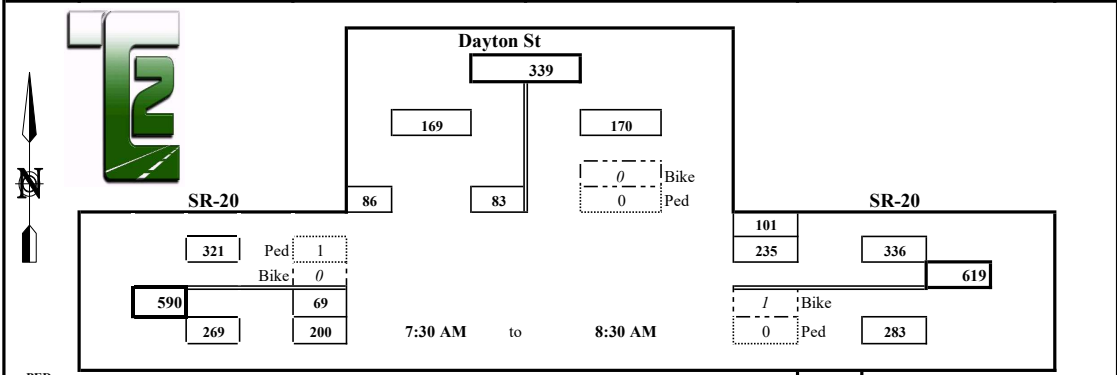 Dayton St
339
T2
169 170
0 Bike
N
SR-20 86 83 0 Ped SR-20
101
321 Ped 1 235 336
Bike 0 619
590 69 1 Bike
269 200 7:30 AM to 8:30 AM 0 Ped 283